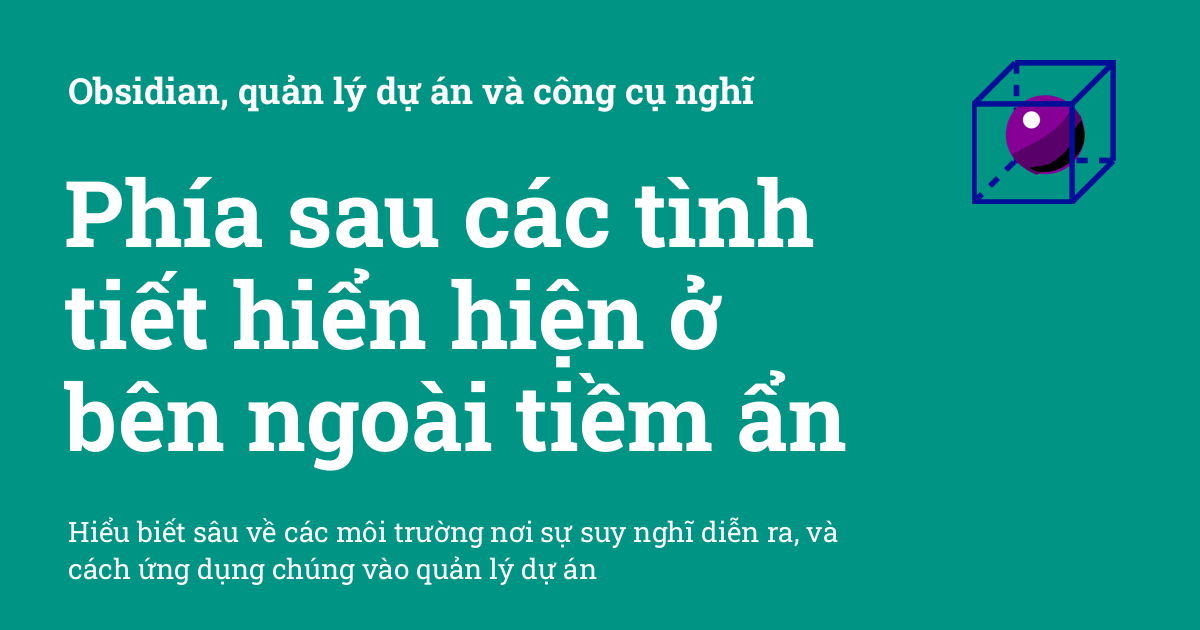 Obsidian, quản lý dự án và công cụ nghĩ
Phía sau các tình
tiết hiển hiện ở
bên ngoài tiềm ẩn
Hiểu biết sâu về các môi trường nơi sự suy nghĩ diễn ra, và
cách ứng dụng chúng vào quản lý dự án